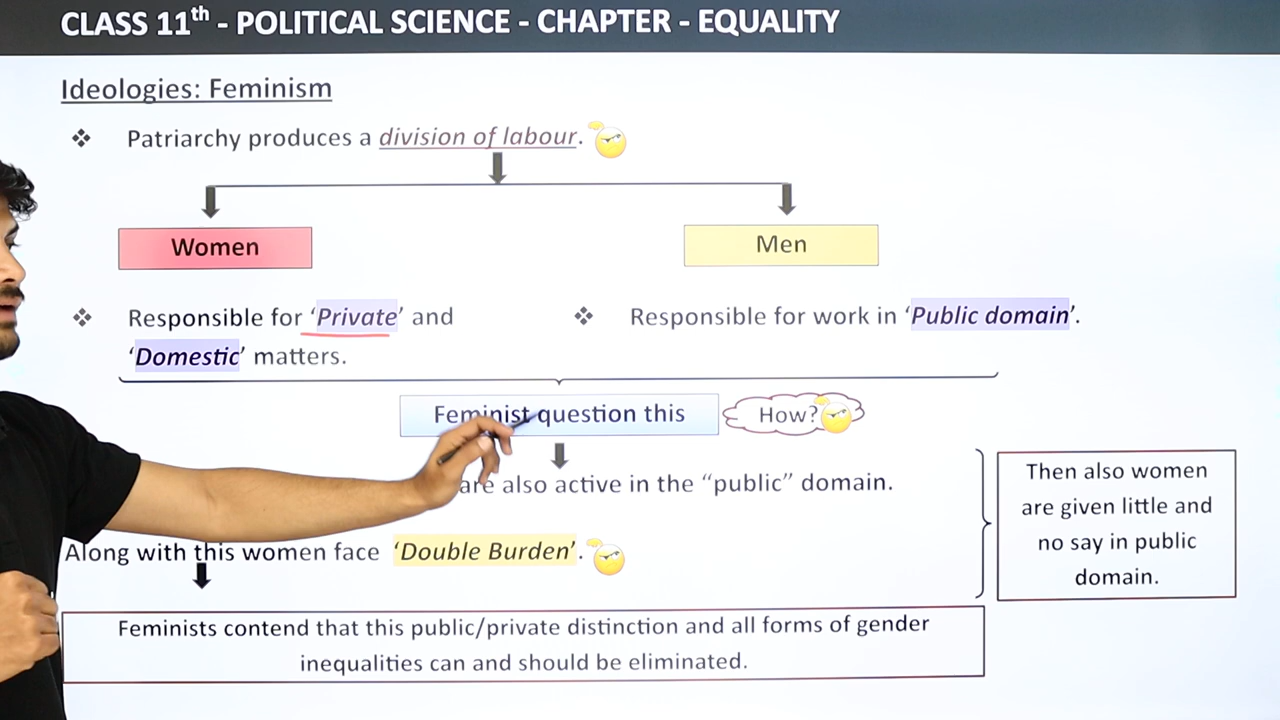 CLASS 11th - POLITICAL SCIENCE - CHAPTER - EQUALITY
Ideologies: Feminism
❖ Patriarchy produces a division of labour.
Women
Men
❖ Responsible for ‘Private’ and
‘Domestic’ matters.
❖ Responsible for work in ‘Public domain’.
Feminist question this
How?
are also active in the “public” domain.
Along with this women face ‘Double Burden’.
Then also women
are given little and
no say in public
domain.
Feminists contend that this public/private distinction and all forms of gender
inequalities can and should be eliminated.